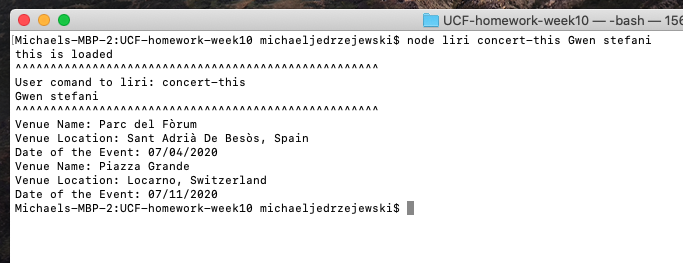 UCF-homework-week10 — -bash — 156
[Michaels-MBP-2:UCF-homework-week10 michaeljedrzejewski$ node liri concert-this Gwen stefani
this is loaded
^^^^^^^^^^^^^^^^^^^^^^^^^^^^^^^^^^^^^^^^^^^^^^^^^^^^
User comand to liri: concert-this
Gwen stefani
^^^^^^^^^^^^^^^^^^^^^^^^^^^^^^^^^^^^^^^^^^^^^^^^^^^^
Venue Name: Parc del Fòrum
Venue Location: Sant Adrià De Besòs, Spain
Date of the Event: 07/04/2020
Venue Name: Piazza Grande
Venue Location: Locarno, Switzerland
Date of the Event: 07/11/2020
Michaels-MBP-2:UCF-homework-week10 michaeljedrzejewski$